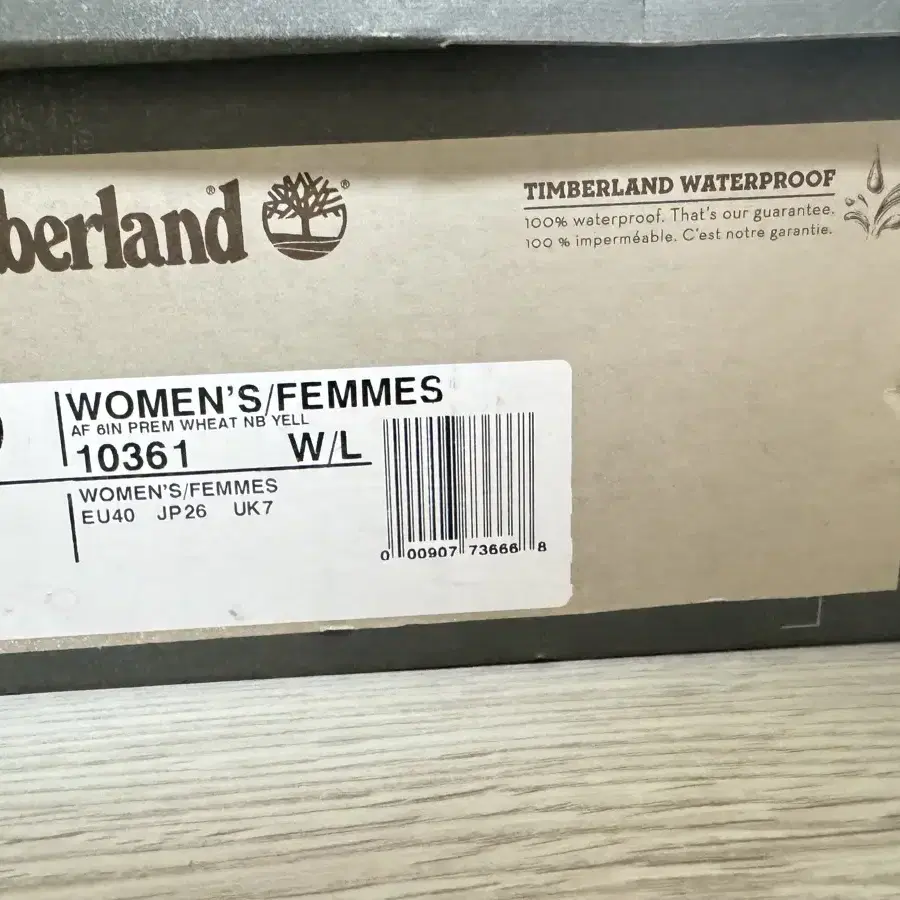 berland®
®
TIMBERLAND WATERPROOF
100% waterproof. That's our guarantee.
100 % imperméable. C'est notre garantie.
WOMEN'S/FEMMES
AF 6IN PREM WHEAT NB YELL
10361 W/L
WOMEN'S/FEMMES
EU40 JP26 UK7
0 00907 73666 8